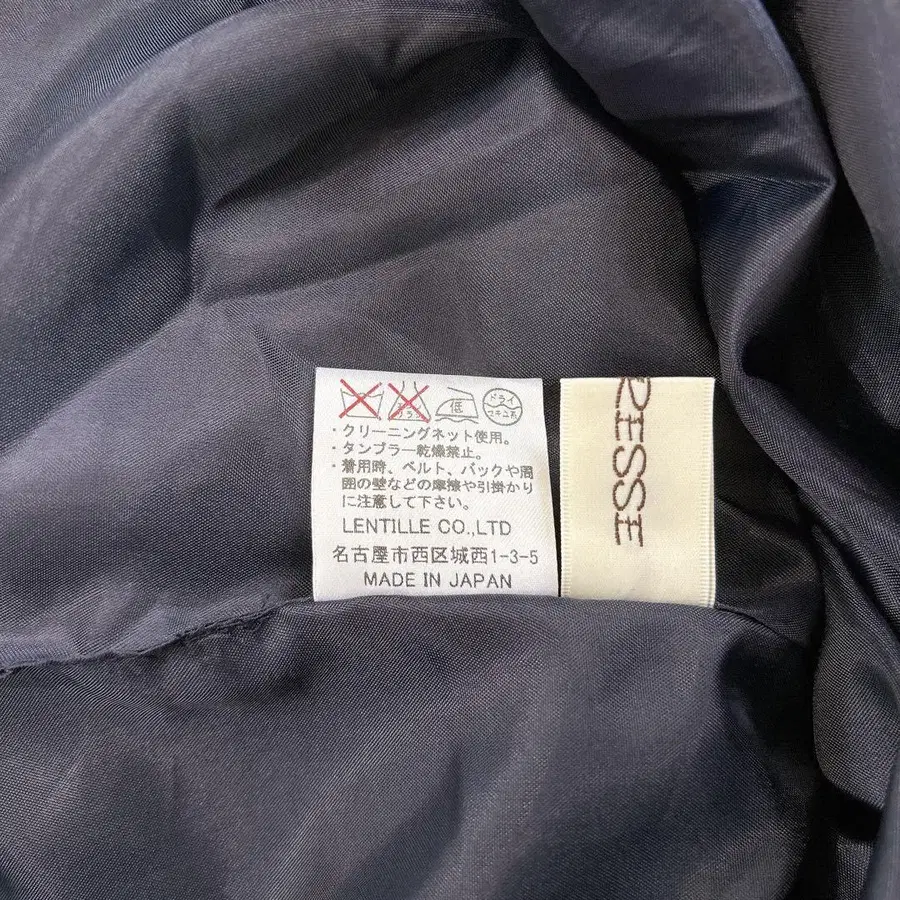 低
ドライ
・クリーニングネット使用。
・タンブラー乾燥禁止。
・着用時、ベルト、バックや周
囲の壁などの摩擦や引掛かり
に注意して下さい。
LENTILLE CO.,LTD
名古屋市西区城西1-3-5
MADE IN JAPAN
RESSE